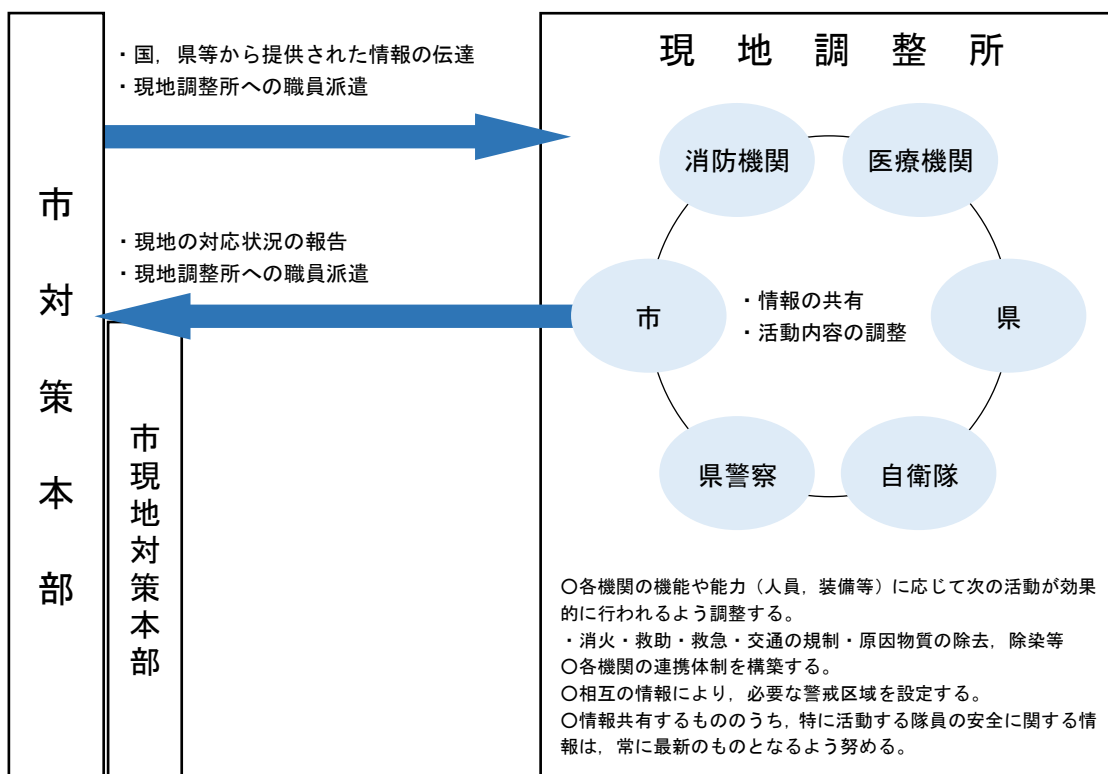 市対策本部
・国，県等から提供された情報の伝達
・現地調整所への職員派遣
・現地の対応状況の報告
・現地調整所への職員派遣
市現地対策本部
現地調整所
消防機関
医療機関
市
・情報の共有
・活動内容の調整
県
県警察
自衛隊
〇各機関の機能や能力（人員，装備等）に応じて次の活動が効果
的に行われるよう調整する。
・消火・救助・救急・交通の規制・原因物質の除去，除染等
〇各機関の連携体制を構築する。
〇相互の情報により，必要な警戒区域を設定する。
〇情報共有するもののうち，特に活動する隊員の安全に関する情
報は，常に最新のものとなるよう努める。